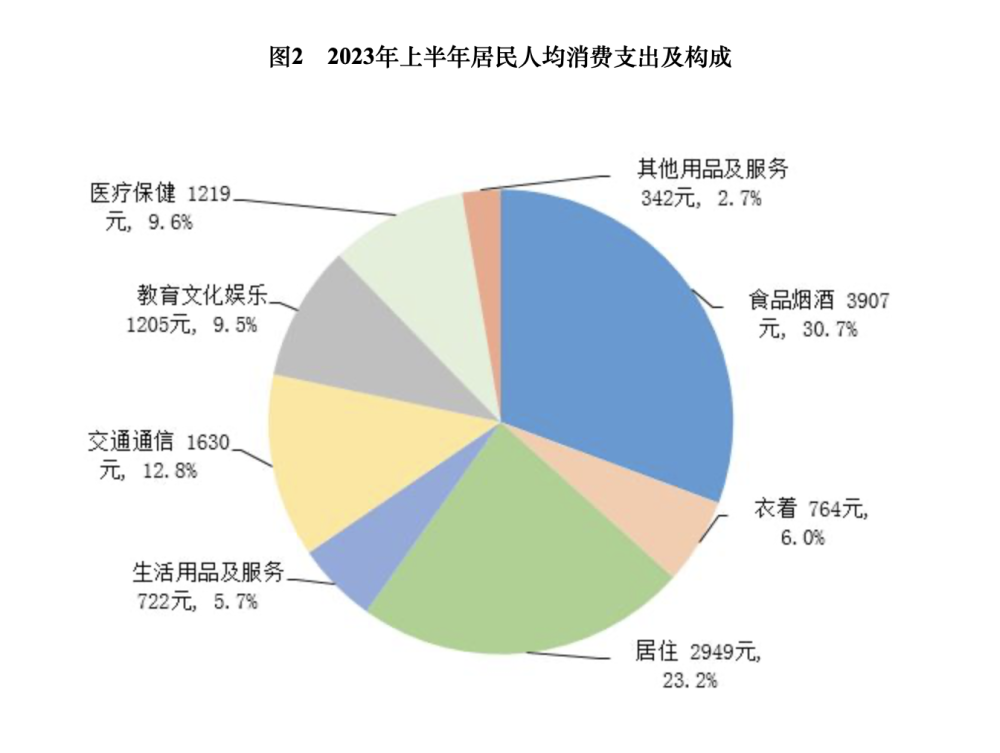 图2 2023年上半年居民人均消费支出及构成
其他用品及服务
342元, 2.7%
食品烟酒 3907
元, 30.7%
衣着 764元,
6.0%
居住 2949元,
23.2%
生活用品及服务
722元, 5.7%
交通通信 1630
元, 12.8%
教育文化娱乐
1205元, 9.5%
医疗保健 1219
元, 9.6%